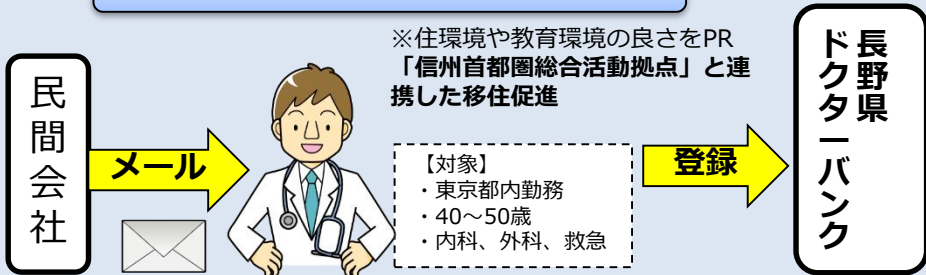 民間会社
メール
※住環境や教育環境の良さをPR
「信州首都圏総合活動拠点」と連
携した移住促進
【対象】
・東京都内勤務
・40～50歳
・内科、外科、救急
登録
長野県
ドクターバンク